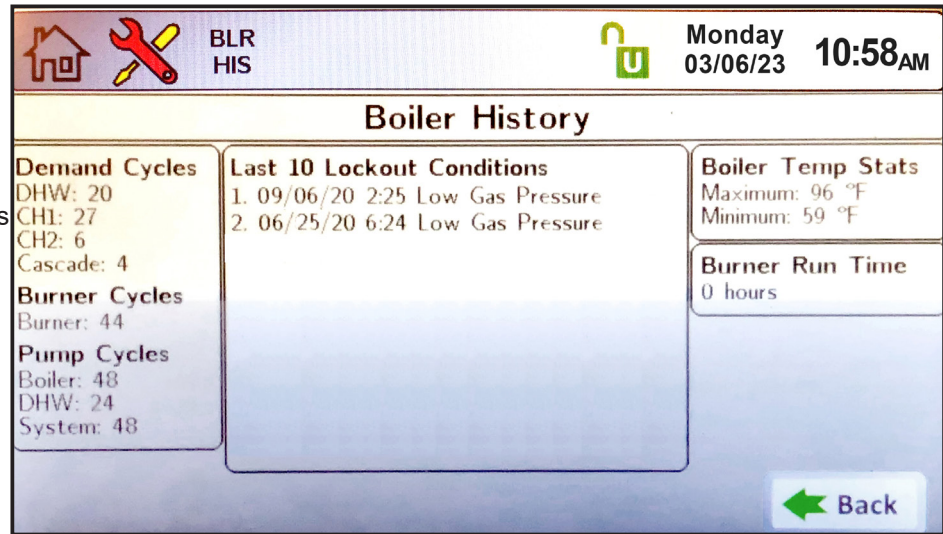 BLR
HIS
U
Monday
03/06/23
10:58AM
Boiler History
Demand Cycles
DHW: 20
s
CH1: 27
CH2: 6
Cascade: 4
Burner Cycles
Burner: 44
Pump Cycles
Boiler: 48
DHW: 24
System: 48
Last 10 Lockout Conditions
1. 09/06/20 2:25 Low Gas Pressure
2. 06/25/20 6:24 Low Gas Pressure
Boiler Temp Stats
Maximum: 96 °F
Minimum: 59 °F
Burner Run Time
0 hours
Back